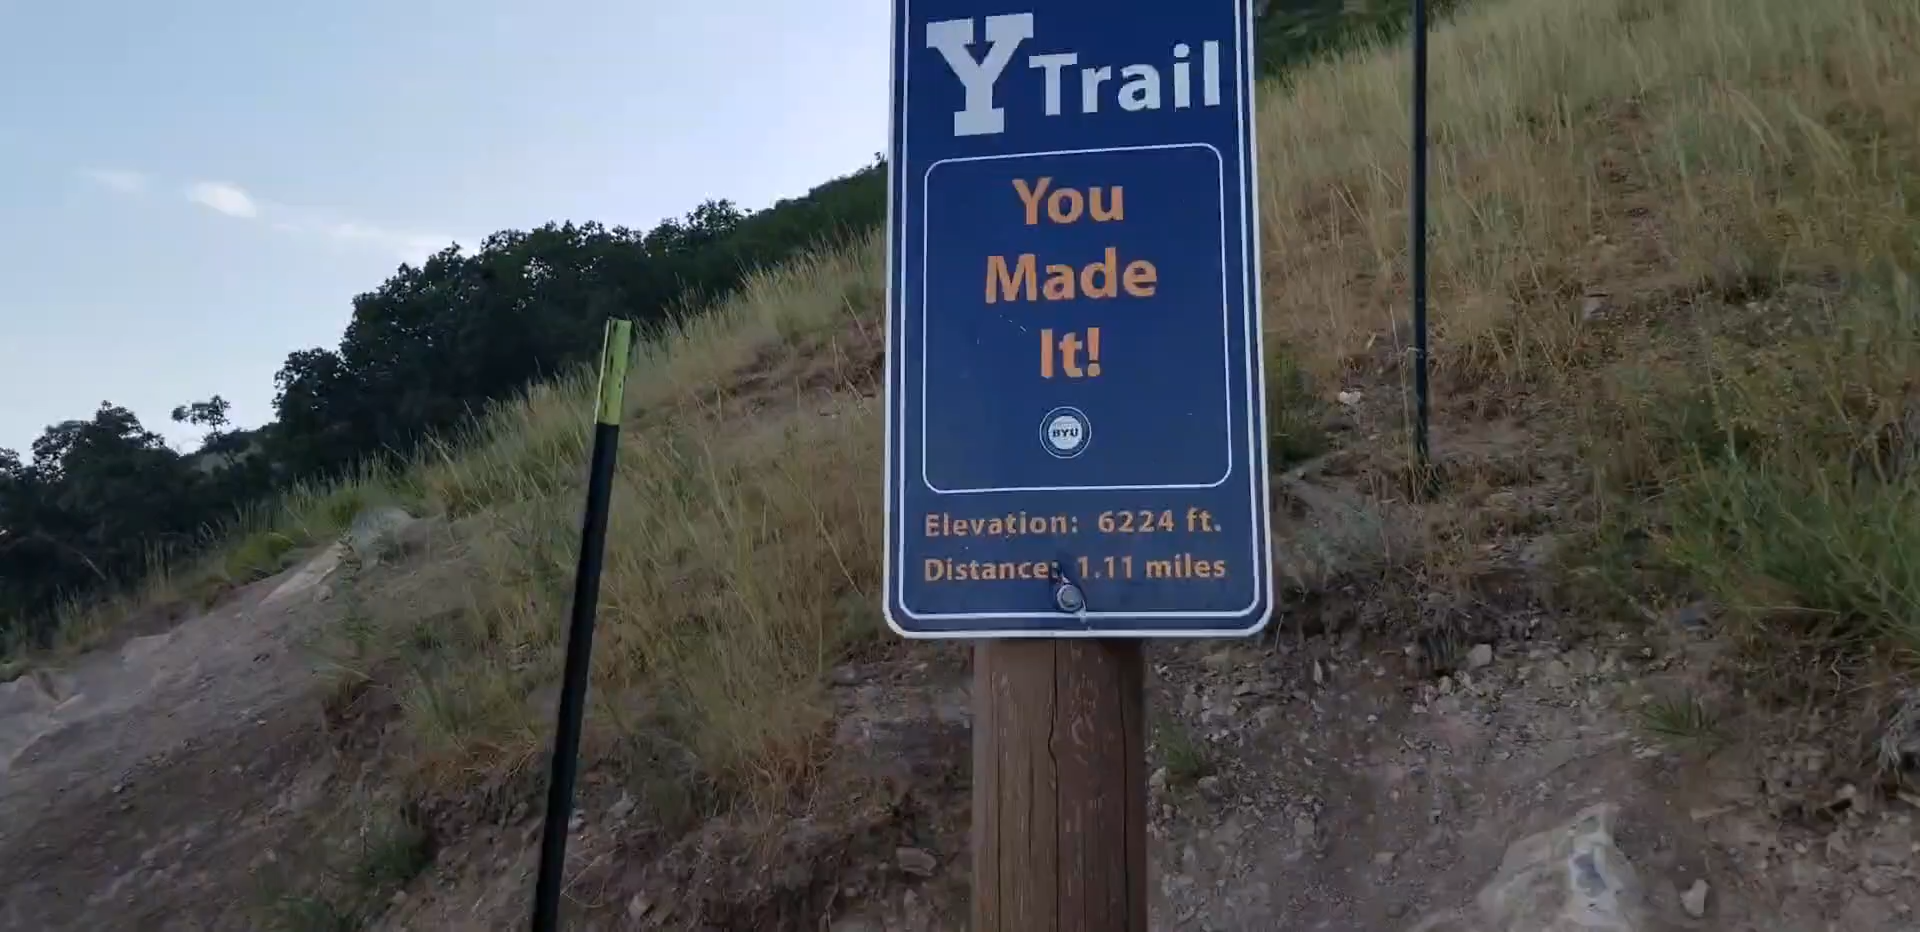 Y Trail
You
Made
It!
BYU
Elevation: 6224 ft.
Distance: 1.11 miles